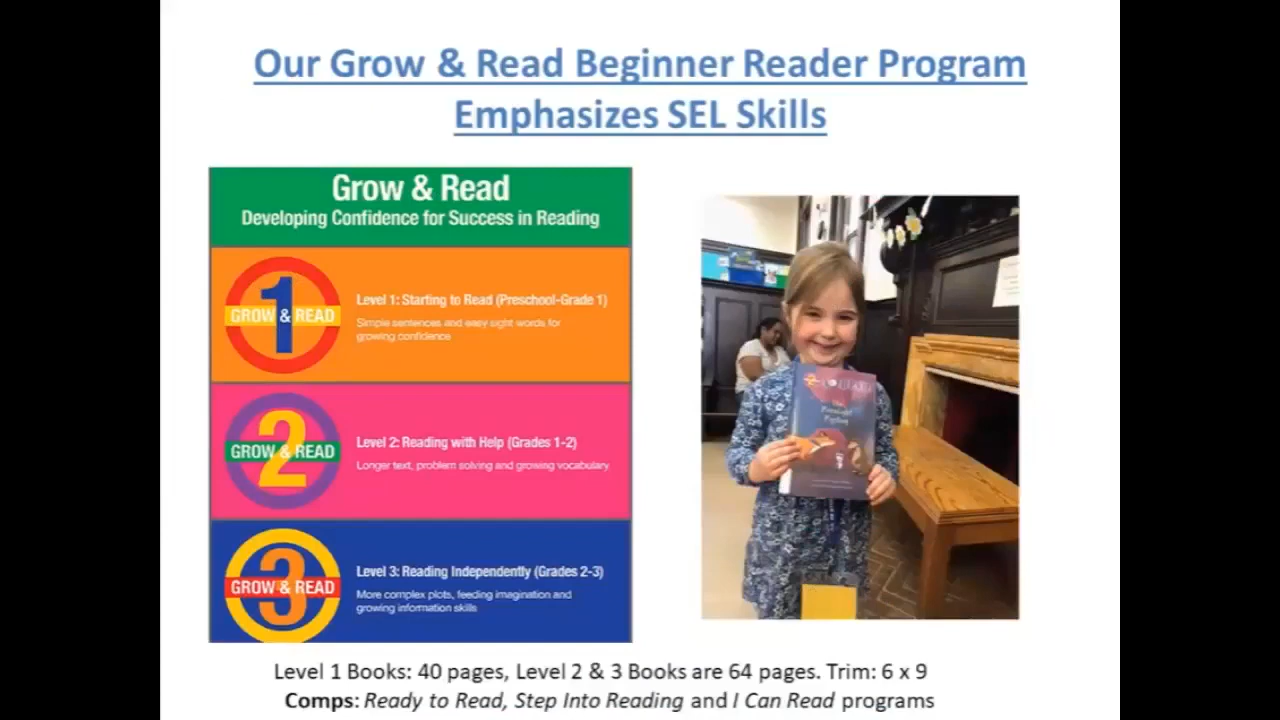 Our Grow & Read Beginner Reader Program
Emphasizes SEL Skills
Grow & Read
Developing Confidence for Success in Reading
1
GROW & READ
Level 1: Starting to Read (Preschool-Grade 1)
Simple sentences and easy sight words for
growing confidence
2
GROW & READ
Level 2: Reading with Help (Grades 1-2)
Longer text, problem solving and growing vocabulary
3
GROW & READ
Level 3: Reading Independently (Grades 2-3)
More complex plots, feeding imagination and
growing information skills
Level 1 Books: 40 pages, Level 2 & 3 Books are 64 pages. Trim: 6 x 9
Comps: Ready to Read, Step Into Reading and I Can Read programs